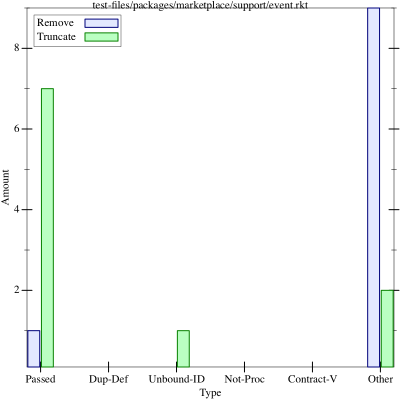 test-files/packages/marketplace/support/event.rkt
Remove
Truncate
8
6
4
2
Amount
Passed Dup-Def Unbound-ID Not-Proc Contract-V Other
Type